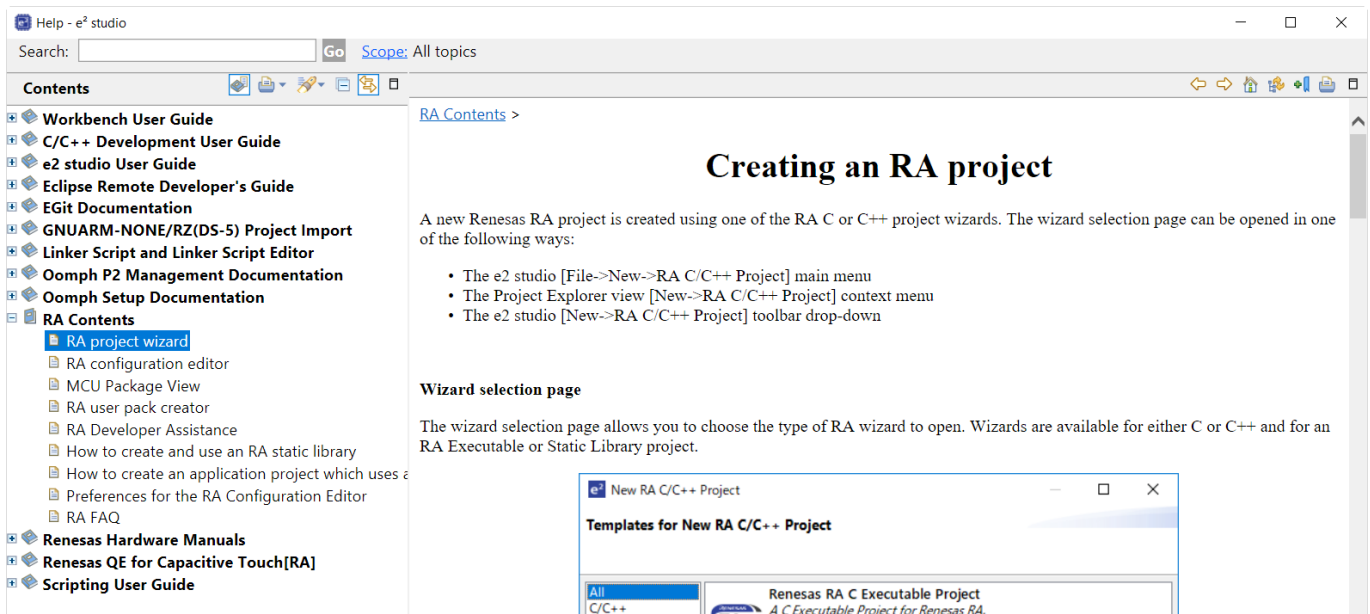 Help - e² studio
Search:
Go
Scope: All topics
Contents
Workbench User Guide
C/C++ Development User Guide
e2 studio User Guide
Eclipse Remote Developer's Guide
EGit Documentation
GNUARM-NONE/RZ(DS-5) Project Import
Linker Script and Linker Script Editor
Oomph P2 Management Documentation
Oomph Setup Documentation
RA Contents
RA project wizard
RA configuration editor
MCU Package View
RA user pack creator
RA Developer Assistance
How to create and use an RA static library
How to create an application project which uses a
Preferences for the RA Configuration Editor
RA FAQ
Renesas Hardware Manuals
Renesas QE for Capacitive Touch[RA]
Scripting User Guide
RA Contents >
Creating an RA project
A new Renesas RA project is created using one of the RA C or C++ project wizards. The wizard selection page can be opened in one
of the following ways:
• The e2 studio [File->New->RA C/C++ Project] main menu
• The Project Explorer view [New->RA C/C++ Project] context menu
• The e2 studio [New->RA C/C++ Project] toolbar drop-down
Wizard selection page
The wizard selection page allows you to choose the type of RA wizard to open. Wizards are available for either C or C++ and for an
RA Executable or Static Library project.
e² New RA C/C++ Project
Templates for New RA C/C++ Project
All
C/C++
Renesas RA C Executable Project
A C Executable Project for Renesas RA.